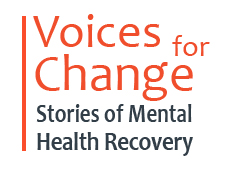 Voices for
Change
Stories of Mental
Health Recovery